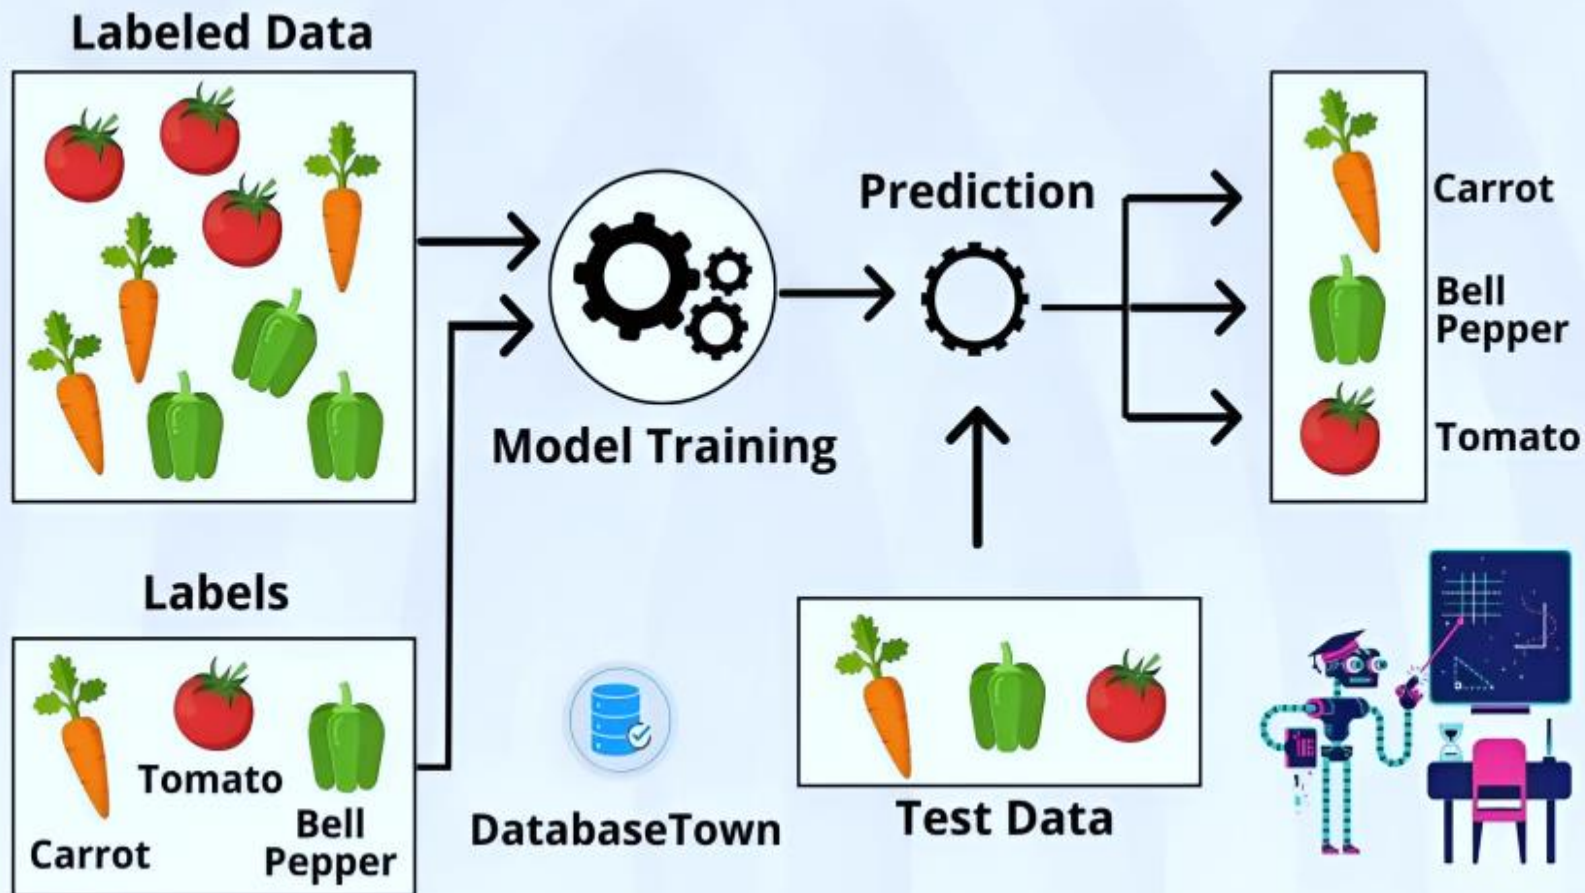 Labeled Data
Prediction
Carrot
Bell
Pepper
Tomato
Model Training
Labels
Tomato
Bell
Pepper
Carrot
DatabaseTown
Test Data